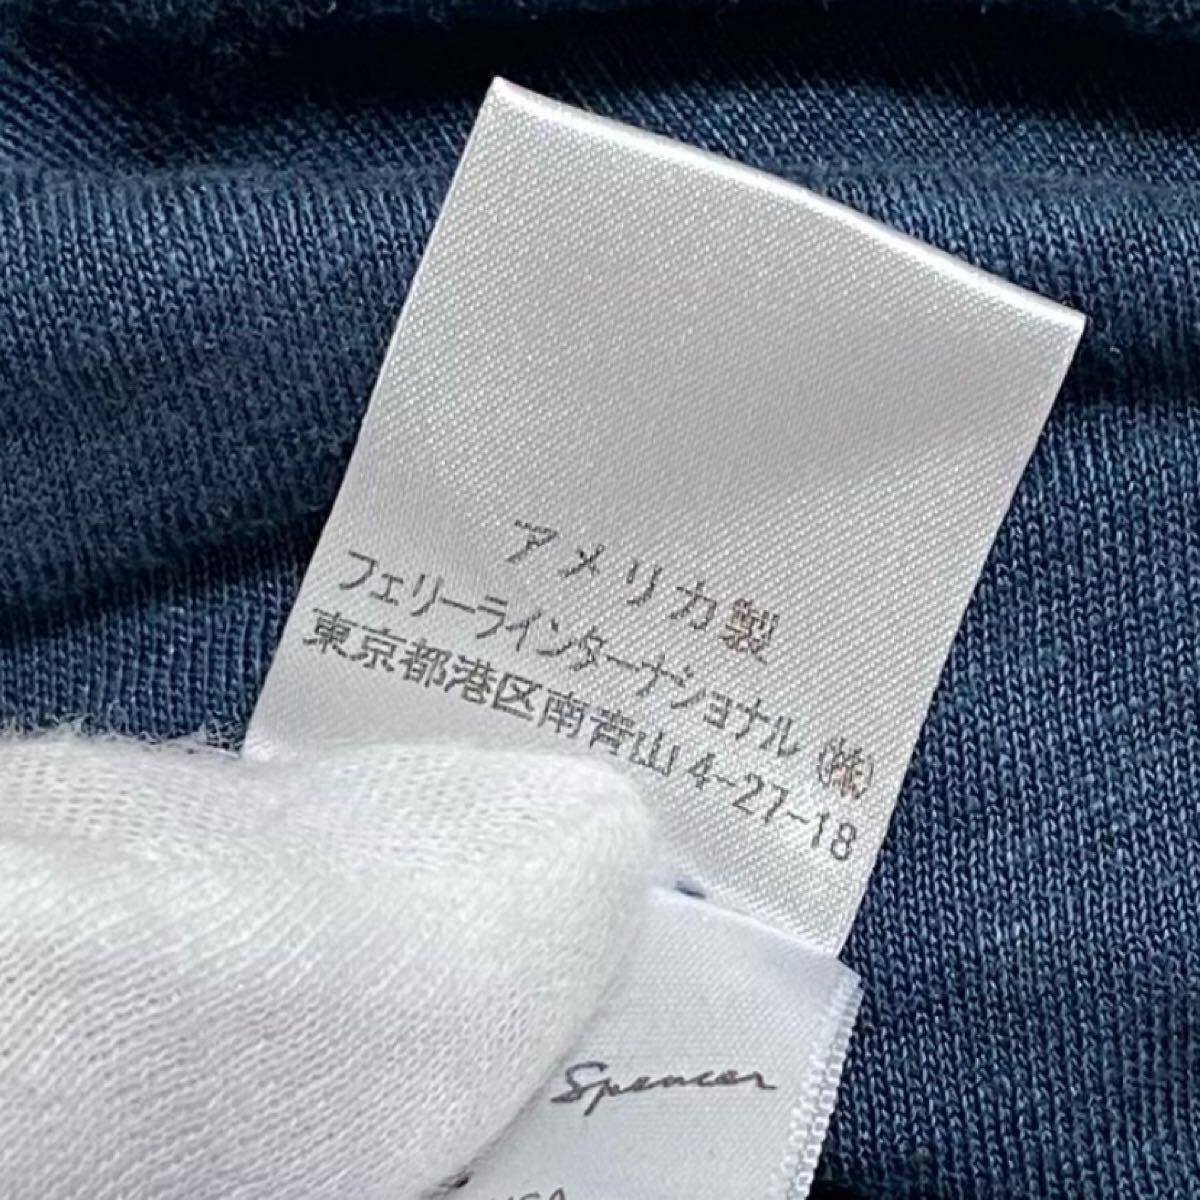 アメリカ製
フェリーラインターナショナル（株）
東京都港区南青山4-27-18
Spencer